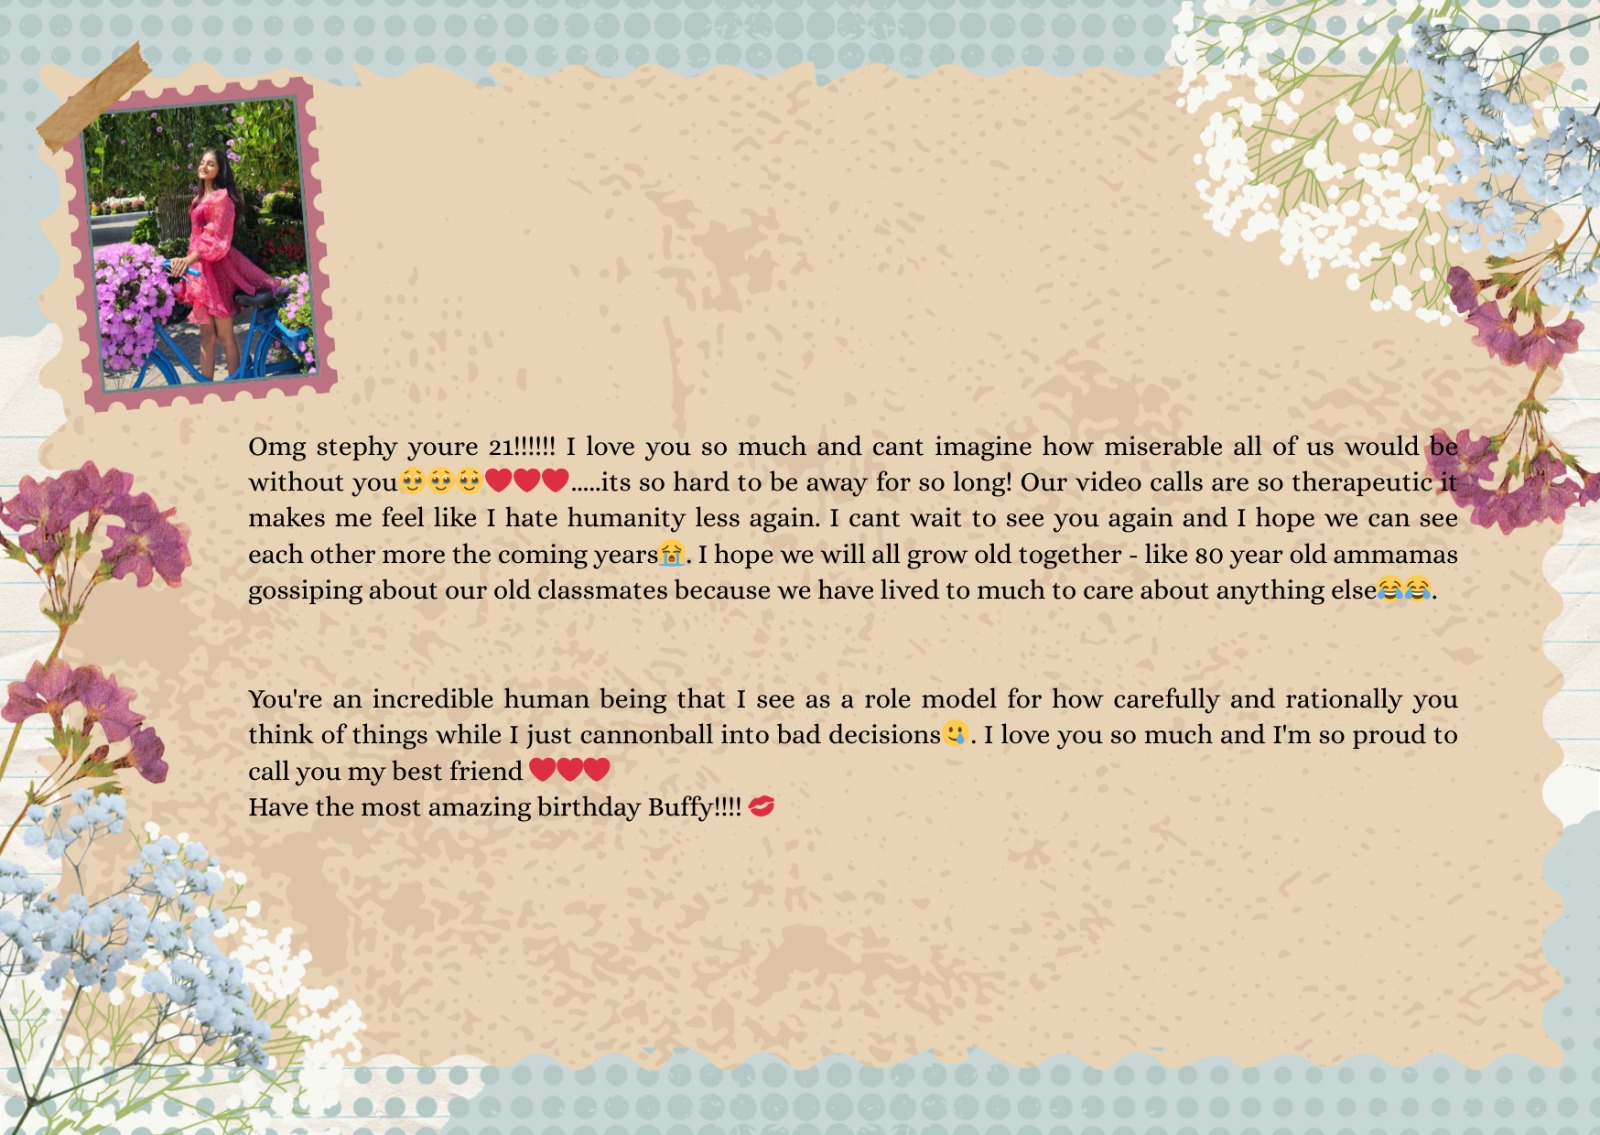 Omg stephy youre 21!!!!!! I love you so much and cant imagine how miserable all of us would be
without you🥹🥹🥹❤️❤️❤️.....its so hard to be away for so long! Our video calls are so therapeutic it
makes me feel like I hate humanity less again. I cant wait to see you again and I hope we can see
each other more the coming years😭. I hope we will all grow old together - like 80 year old ammamas
gossiping about our old classmates because we have lived to much to care about anything else😂😂.
You're an incredible human being that I see as a role model for how carefully and rationally you
think of things while I just cannonball into bad decisions🥲. I love you so much and I'm so proud to
call you my best friend ❤️❤️❤️
Have the most amazing birthday Buffy!!!! 💋